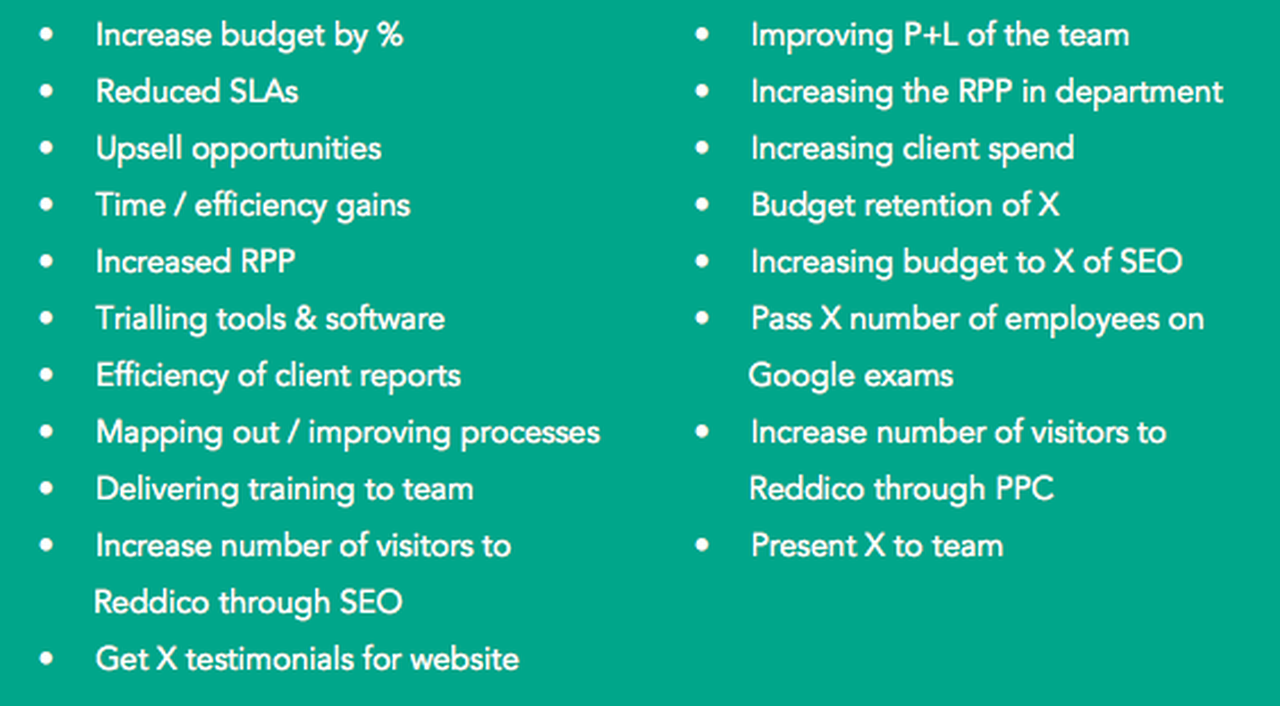 • Increase budget by %
• Reduced SLAs
• Upsell opportunities
• Time / efficiency gains
• Increased RPP
• Trialling tools & software
• Efficiency of client reports
• Mapping out / improving processes
• Delivering training to team
• Increase number of visitors to
Reddico through SEO
• Get X testimonials for website
• Improving P+L of the team
• Increasing the RPP in department
• Increasing client spend
• Budget retention of X
• Increasing budget to X of SEO
• Pass X number of employees on
Google exams
• Increase number of visitors to
Reddico through PPC
• Present X to team